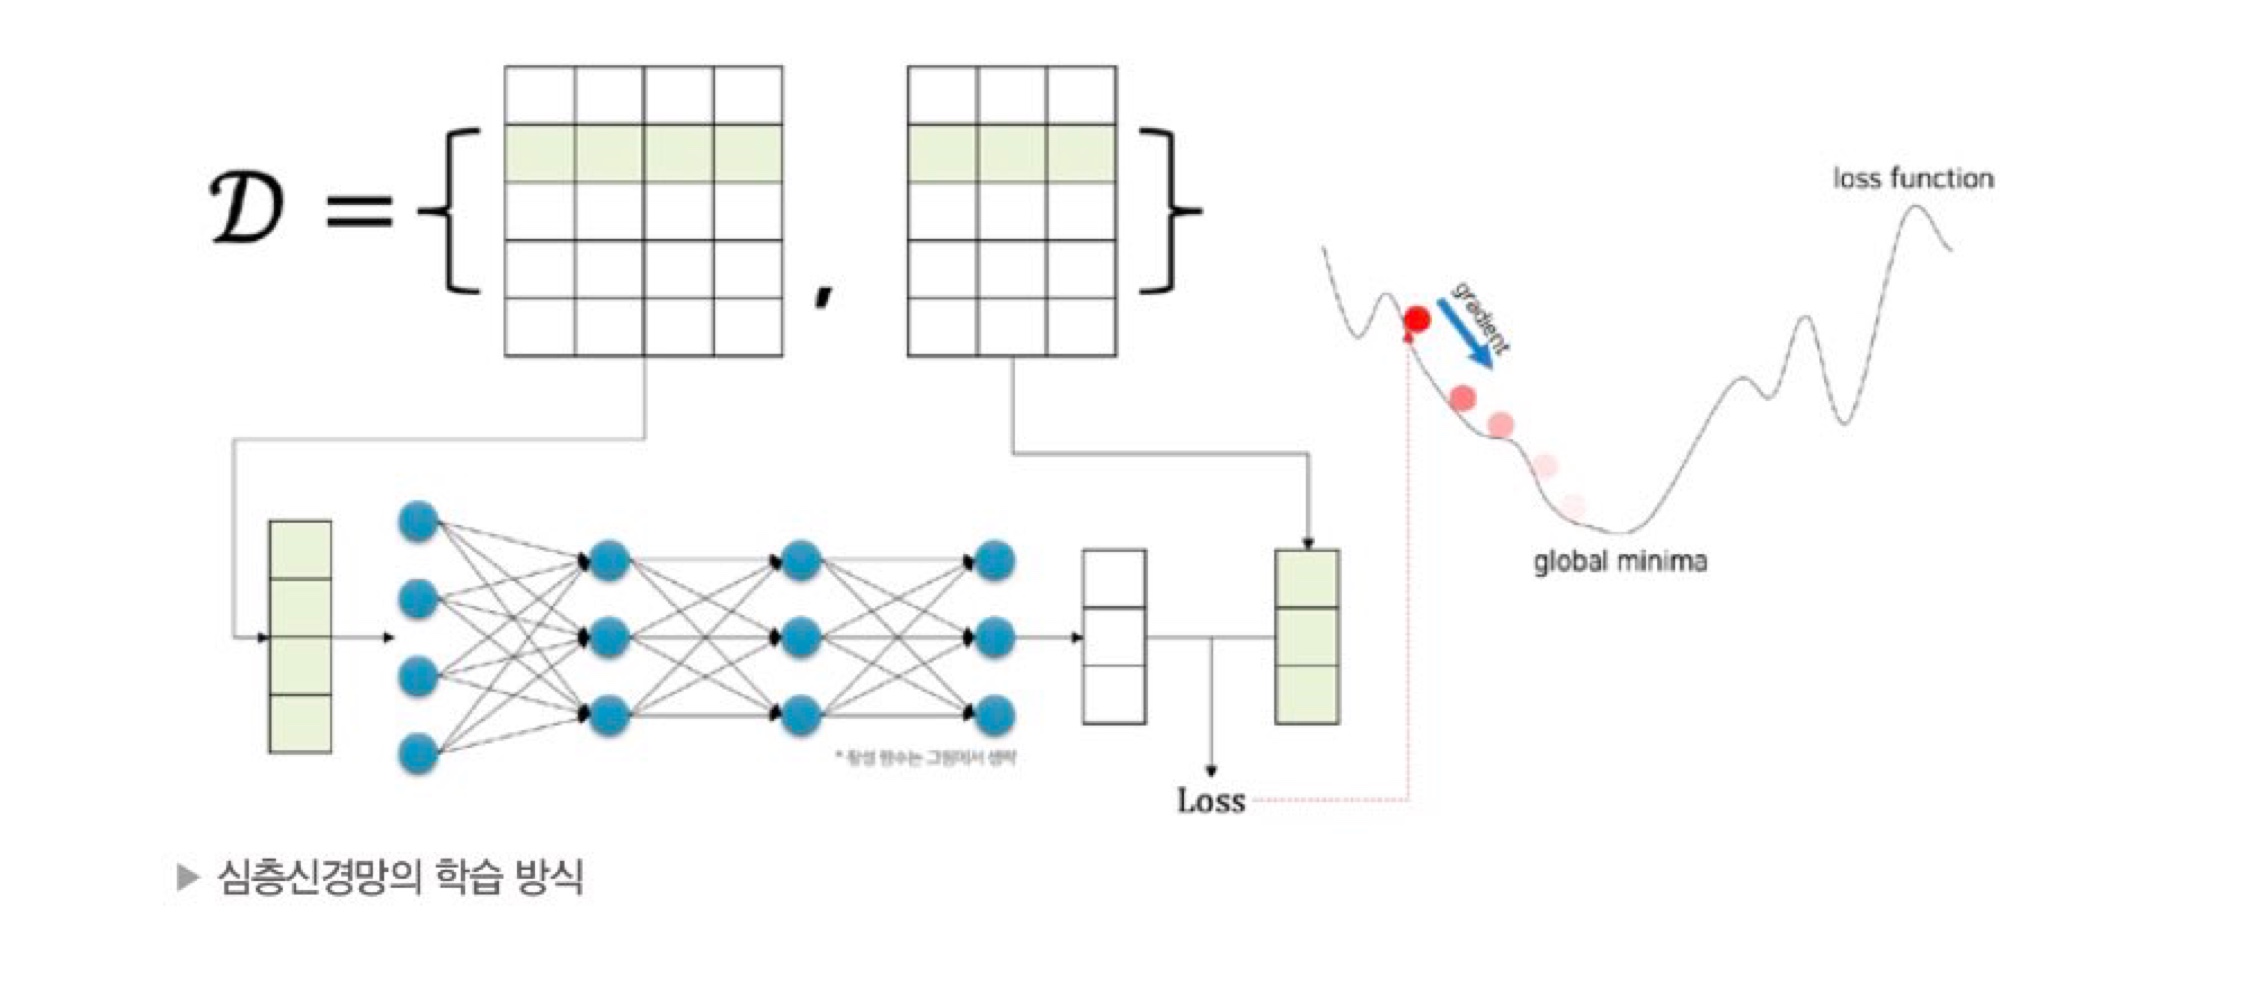 𝒟 = { , }
loss function
gradient
global minima
* 활성 함수는 그림에서 생략
Loss
▶ 심층신경망의 학습 방식